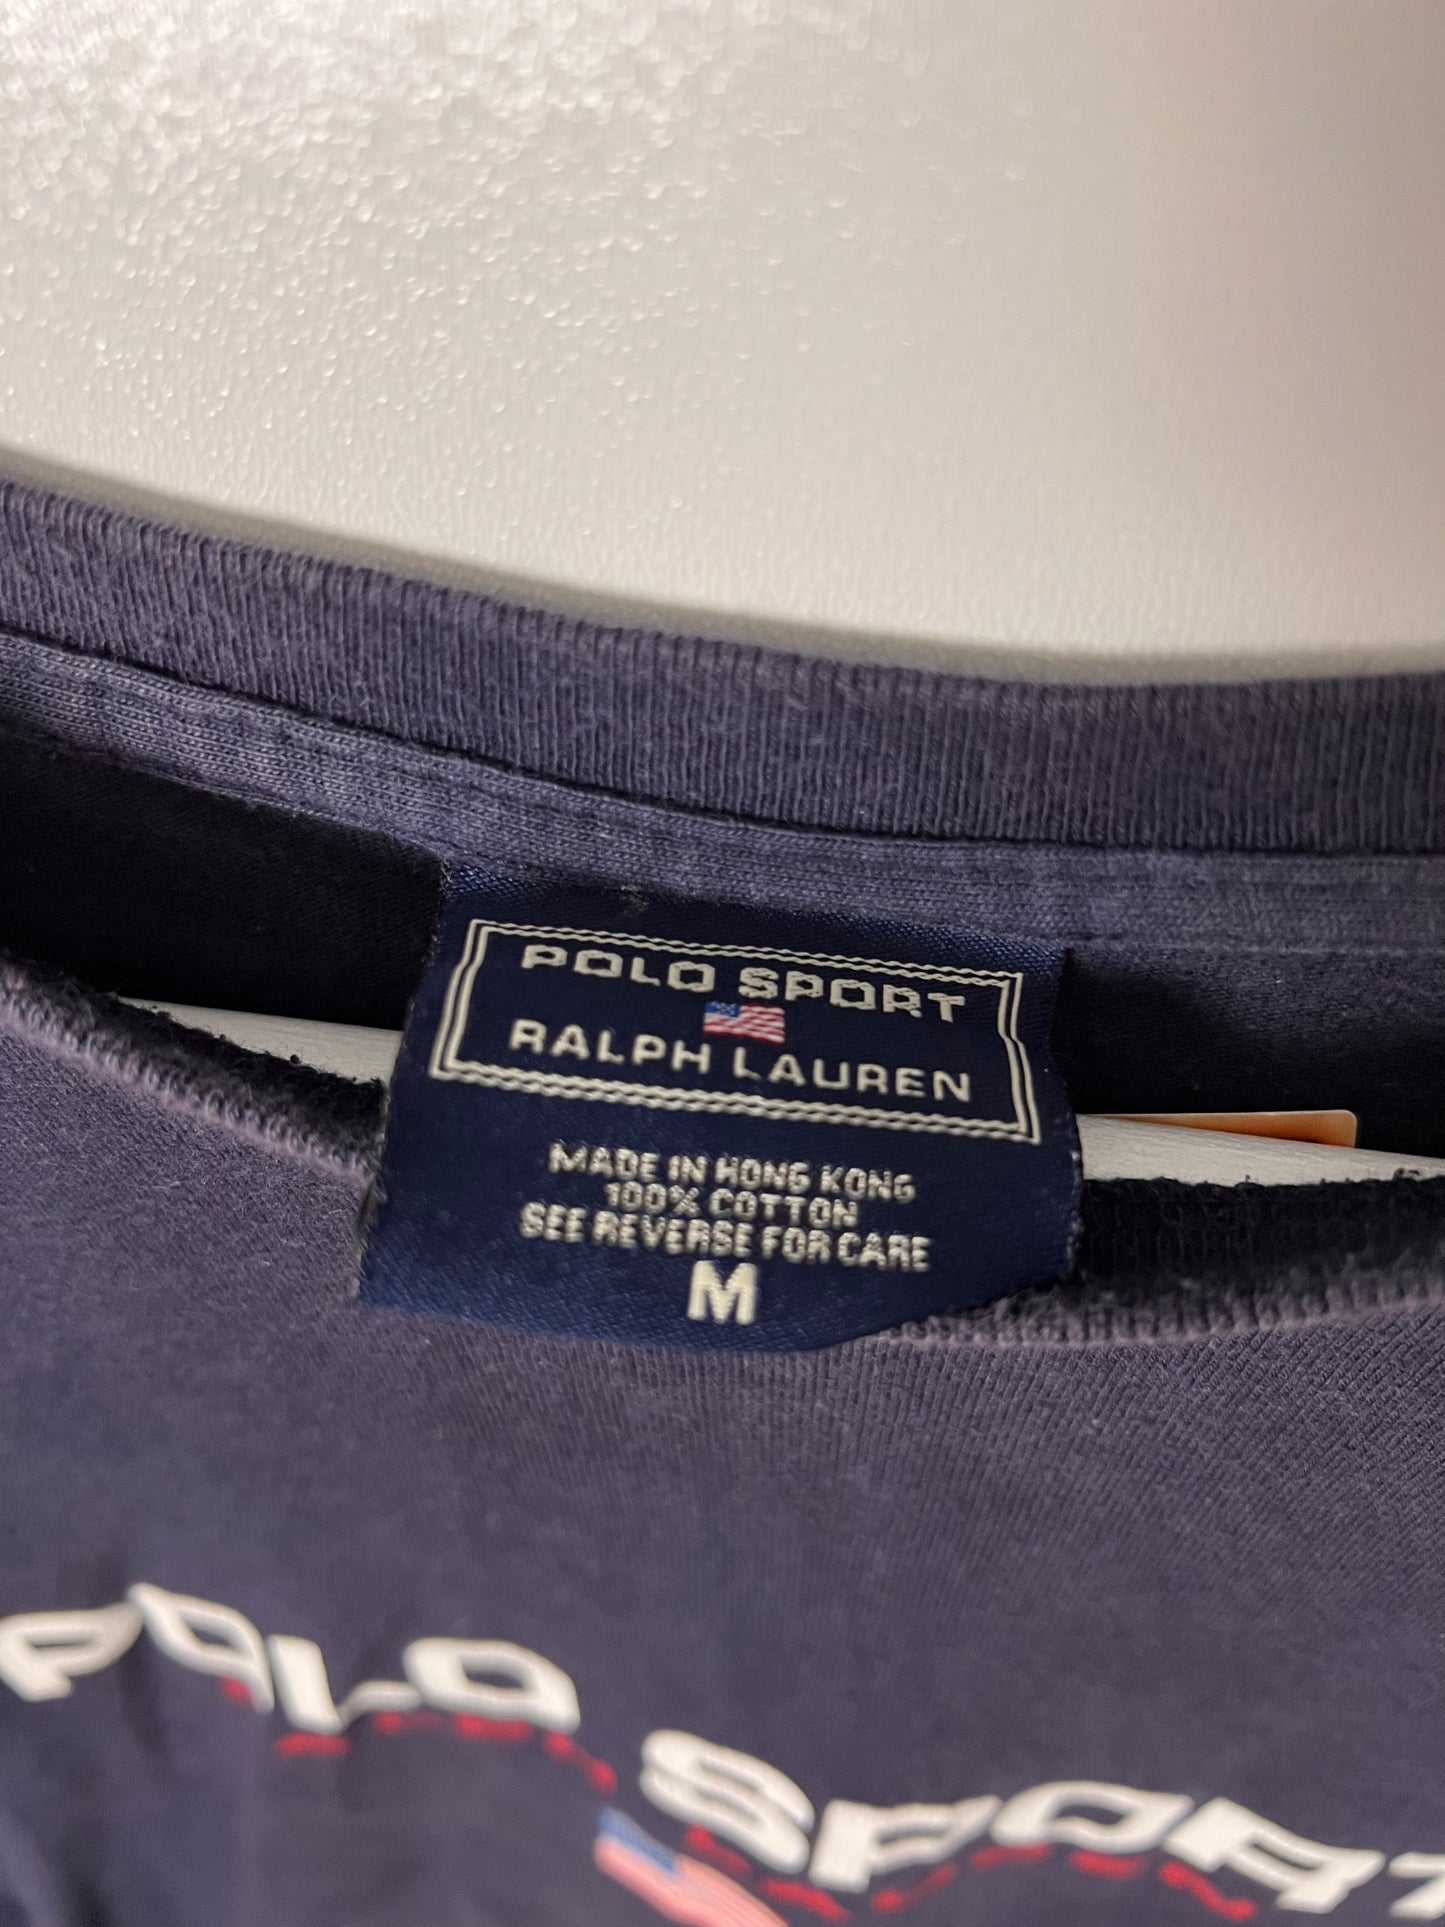 POLO SPORT
RALPH LAUREN
MADE IN HONG KONG
100% COTTON
SEE REVERSE FOR CARE
M
POLO SPORT